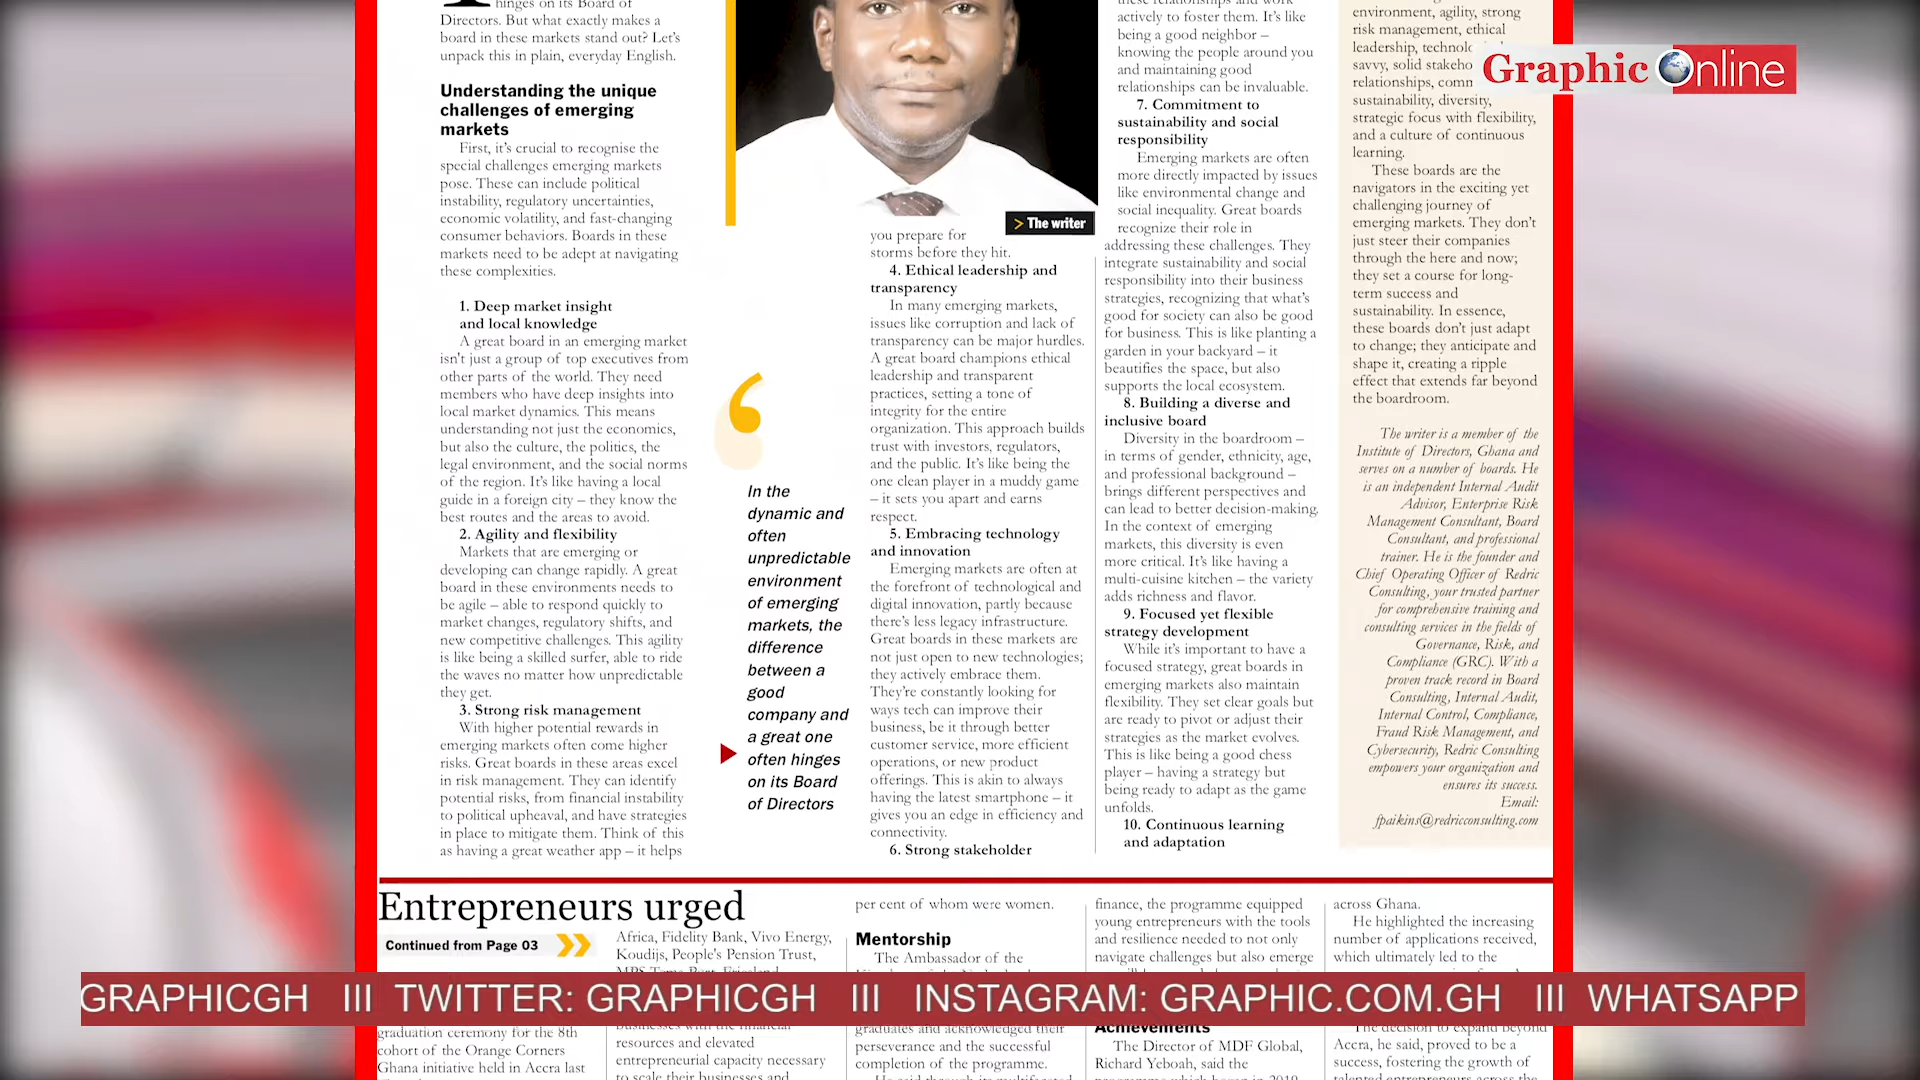 hinges on its Board of
Directors. But what exactly makes a
board in these markets stand out? Let's
unpack this in plain, everyday English.
Understanding the unique
challenges of emerging
markets
First, it's crucial to recognise the
special challenges emerging markets
pose. These can include political
instability, regulatory uncertainties,
economic volatility, and fast-changing
consumer behaviors. Boards in these
markets need to be adept at navigating
these complexities.
1. Deep market insight
and local knowledge
A great board in an emerging market
isn't just a group of top executives from
other parts of the world. They need
members who have deep insights into
local market dynamics. This means
understanding not just the economics,
but also the culture, the politics, the
legal environment, and the social norms
of the region. It's like having a local
guide in a foreign city – they know the
best routes and the areas to avoid.
2. Agility and flexibility
Markets that are emerging or
developing can change rapidly. A great
board in these environments needs to
be agile – able to respond quickly to
market changes, regulatory shifts, and
new competitive challenges. This agility
is like being a skilled surfer, able to ride
the waves no matter how unpredictable
they get.
3. Strong risk management
With higher potential rewards in
emerging markets often come higher
risks. Great boards in these areas excel
in risk management. They can identify
potential risks, from financial instability
to political upheaval, and have strategies
in place to mitigate them. Think of this
as having a great weather app – it helps
> The writer
‘
In the
dynamic and
often
unpredictable
environment
of emerging
markets, the
difference
between a
good
company and
a great one
often hinges
on its Board
of Directors
you prepare for
storms before they hit.
4. Ethical leadership and
transparency
In many emerging markets,
issues like corruption and lack of
transparency can be major hurdles.
A great board champions ethical
leadership and transparent
practices, setting a tone of
integrity for the entire
organization. This approach builds
trust with investors, regulators,
and the public. It's like being the
one clean player in a muddy game
– it sets you apart and earns
respect.
5. Embracing technology
and innovation
Emerging markets are often at
the forefront of technological and
digital innovation, partly because
there's less legacy infrastructure.
Great boards in these markets are
not just open to new technologies;
they actively embrace them.
They're constantly looking for
ways tech can improve their
business, be it through better
customer service, more efficient
operations, or new product
offerings. This is akin to always
having the latest smartphone – it
gives you an edge in efficiency and
connectivity.
6. Strong stakeholder
these relationships and work
actively to foster them. It's like
being a good neighbor –
knowing the people around you
and maintaining good
relationships can be invaluable.
7. Commitment to
sustainability and social
responsibility
Emerging markets are often
more directly impacted by issues
like environmental change and
social inequality. Great boards
recognize their role in
addressing these challenges. They
integrate sustainability and social
responsibility into their business
strategies, recognizing that what's
good for society can also be good
for business. This is like planting a
garden in your backyard – it
beautifies the space, but also
supports the local ecosystem.
8. Building a diverse and
inclusive board
Diversity in the boardroom –
in terms of gender, ethnicity, age,
and professional background –
brings different perspectives and
can lead to better decision-making.
In the context of emerging
markets, this diversity is even
more critical. It's like having a
multi-cuisine kitchen – the variety
adds richness and flavor.
9. Focused yet flexible
strategy development
While it's important to have a
focused strategy, great boards in
emerging markets also maintain
flexibility. They set clear goals but
are ready to pivot or adjust their
strategies as the market evolves.
This is like being a good chess
player – having a strategy but
being ready to adapt as the game
unfolds.
10. Continuous learning
and adaptation
environment, agility, strong
risk management, ethical
leadership,
savvy, solid
relationships,
sustainability, diversity,
strategic focus with flexibility,
and a culture of continuous
learning.
These boards are the
navigators in the exciting yet
challenging journey of
emerging markets. They don't
just steer their companies
through the here and now;
they set a course for long-
term success and
sustainability. In essence,
these boards don't just adapt
to change; they anticipate and
shape it, creating a ripple
effect that extends far beyond
the boardroom.
The writer is a member of the
Institute of Directors, Ghana and
serves on a number of boards. He
is an independent Internal Audit
Advisor, Enterprise Risk
Management Consultant, Board
Consultant, and professional
trainer. He is the founder and
Chief Operating Officer of Redric
Consulting, your trusted partner
for comprehensive training and
consulting services in the fields of
Governance, Risk, and
Compliance (GRC). With a
proven track record in Board
Consulting, Internal Audit,
Internal Control, Compliance,
Fraud Risk Management, and
Cybersecurity, Redric Consulting
empowers your organization and
ensures its success.
Email:
fpaikins@redricconsulting.com
Graphic Online
Entrepreneurs urged
Continued from Page 03
Africa, Fidelity Bank, Vivo Energy,
Koudijs, People's Pension Trust,
per cent of whom were women.
Mentorship
The Ambassador of the
finance, the programme equipped
young entrepreneurs with the tools
and resilience needed to not only
navigate challenges but also emerge
across Ghana.
He highlighted the increasing
number of applications received,
which ultimately led to the
GRAPHICGH III TWITTER: GRAPHICGH III INSTAGRAM: GRAPHIC.COM.GH III WHATSAPP
graduation ceremony for the 8th
cohort of the Orange Corners
Ghana initiative held in Accra last
resources and elevated
entrepreneurial capacity necessary
to scale their businesses and
graduates and acknowledged their
perseverance and the successful
completion of the programme.
Achievements
The Director of MDF Global,
Richard Yeboah, said the
The decision to expand beyond
Accra, he said, proved to be a
success, fostering the growth of